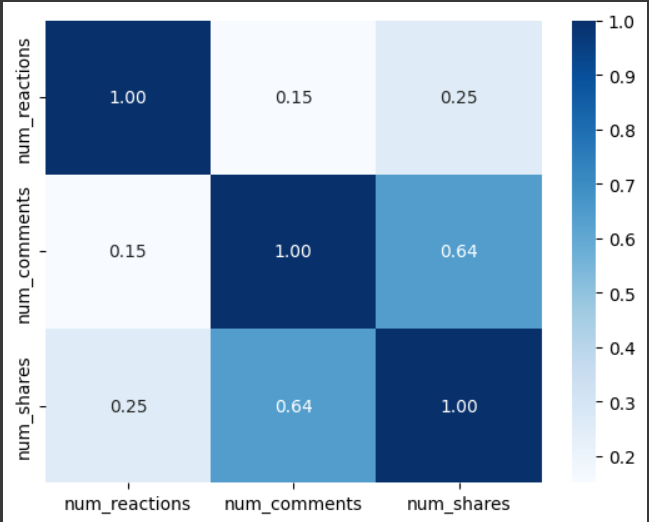 num_reactions
1.00 0.15 0.25
num_comments
0.15 1.00 0.64
num_shares
0.25 0.64 1.00
num_reactions num_comments num_shares
1.0
0.9
0.8
0.7
0.6
0.5
0.4
0.3
0.2